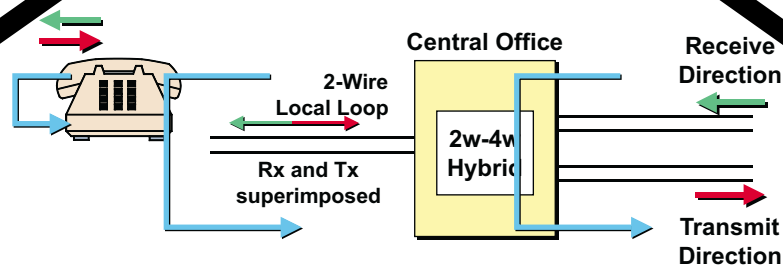 Central Office
Receive
Direction
2-Wire
Local Loop
2w-4w
Hybrid
Rx and Tx
superimposed
Transmit
Direction